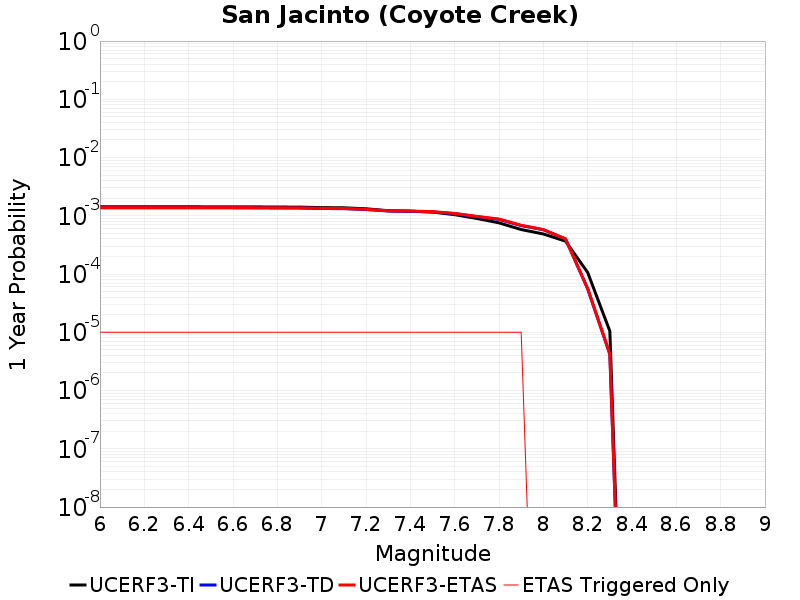 San Jacinto (Coyote Creek)
10^0
10^-1
10^-2
10^-3
10^-4
10^-5
10^-6
10^-7
10^-8
1 Year Probability
6 6.2 6.4 6.6 6.8 7 7.2 7.4 7.6 7.8 8 8.2 8.4 8.6 8.8 9
Magnitude
UCERF3-TI UCERF3-TD UCERF3-ETAS ETAS Triggered Only